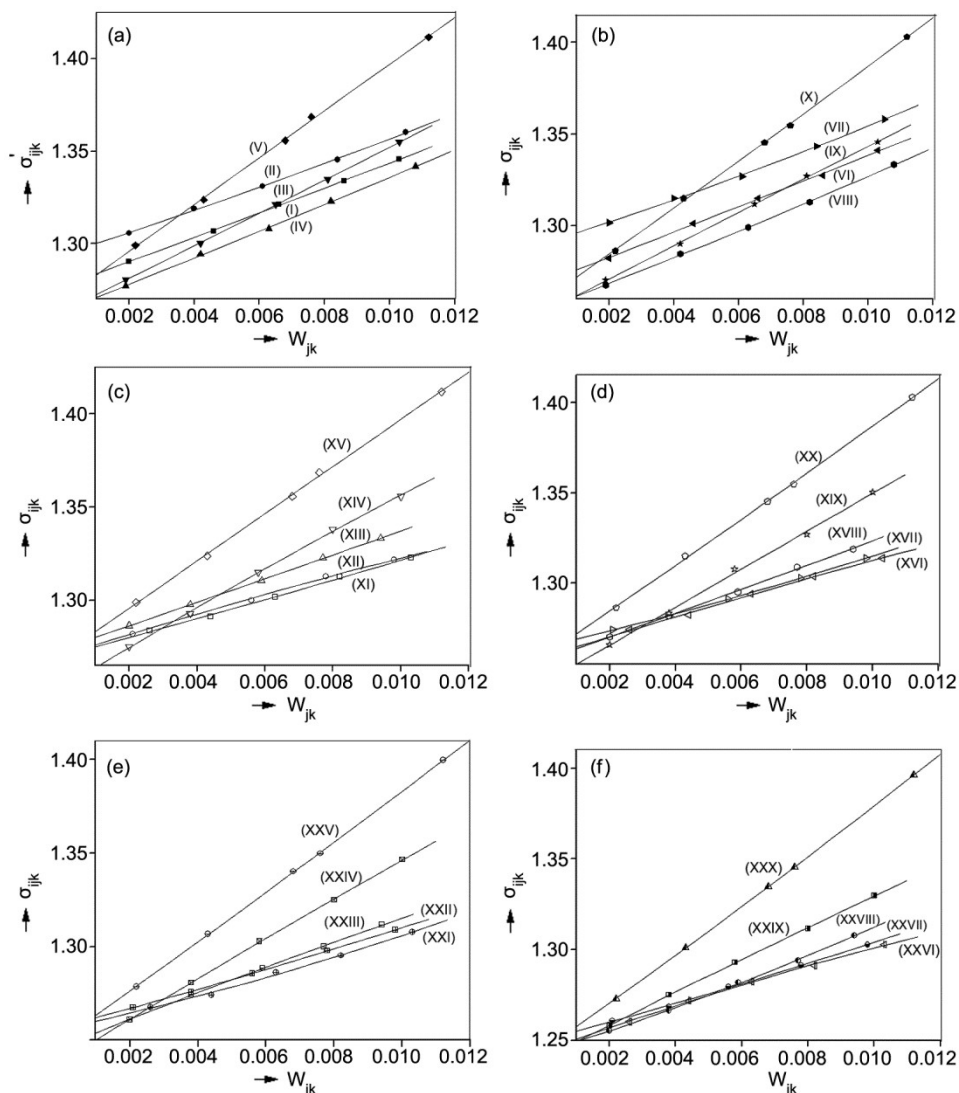 (a)
1.40
1.35
1.30
σ'ijk
(V)
(II)
(III)
(I)
(IV)
0.002 0.004 0.006 0.008 0.010 0.012
Wjk
(b)
1.40
1.35
1.30
σijk
(X)
(VII)
(IX)
(VI)
(VIII)
0.002 0.004 0.006 0.008 0.010 0.012
Wjk
(c)
1.40
1.35
1.30
σijk
(XV)
(XIV)
(XIII)
(XII)
(XI)
0.002 0.004 0.006 0.008 0.010 0.012
Wjk
(d)
1.40
1.35
1.30
σijk
(XX)
(XIX)
(XVIII)
(XVII)
(XVI)
0.002 0.004 0.006 0.008 0.010 0.012
Wjk
(e)
1.40
1.35
1.30
σijk
(XXV)
(XXIV)
(XXIII)
(XXII)
(XXI)
0.002 0.004 0.006 0.008 0.010 0.012
Wjk
(f)
1.40
1.35
1.30
1.25
σijk
(XXX)
(XXIX)
(XXVIII)
(XXVII)
(XXVI)
0.002 0.004 0.006 0.008 0.010 0.012
Wjk